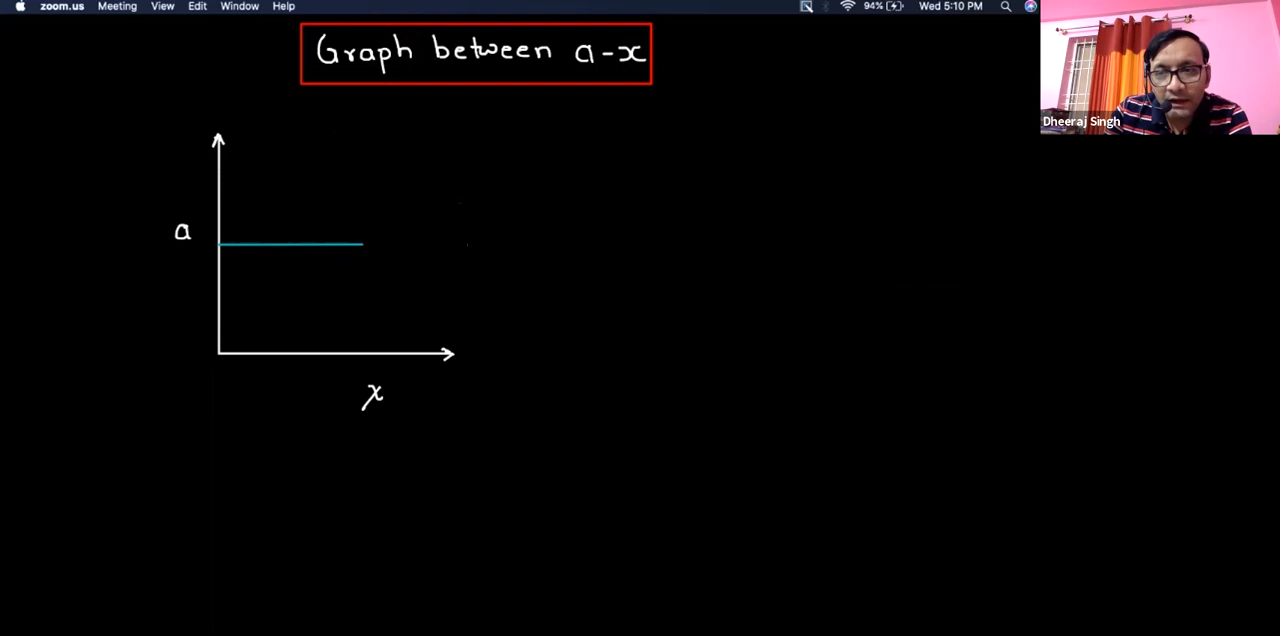 zoom.us Meeting View Edit Window Help 94% Wed 5:10 PM
Graph between a-x
Dheeraj Singh
a
x